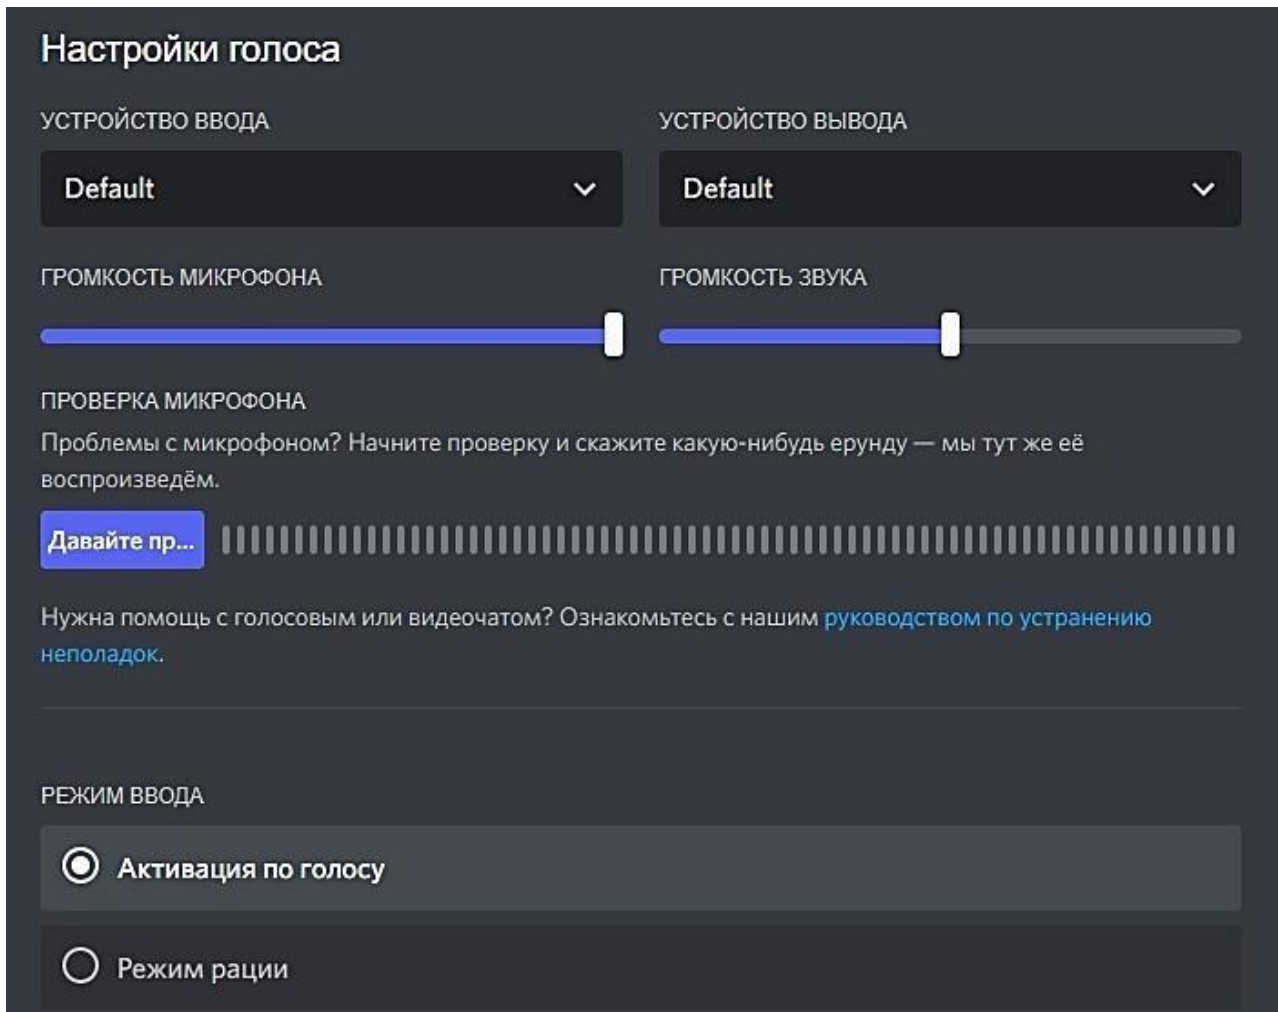 Настройки голоса
УСТРОЙСТВО ВВОДА
УСТРОЙСТВО ВЫВОДА
Default
Default
ГРОМКОСТЬ МИКРОФОНА
ГРОМКОСТЬ ЗВУКА
ПРОВЕРКА МИКРОФОНА
Проблемы с микрофоном? Начните проверку и скажите какую-нибудь ерунду — мы тут же её
воспроизведём.
Давайте пр...
Нужна помощь с голосовым или видеочатом? Ознакомьтесь с нашим руководством по устранению
неполадок.
РЕЖИМ ВВОДА
Активация по голосу
Режим рации